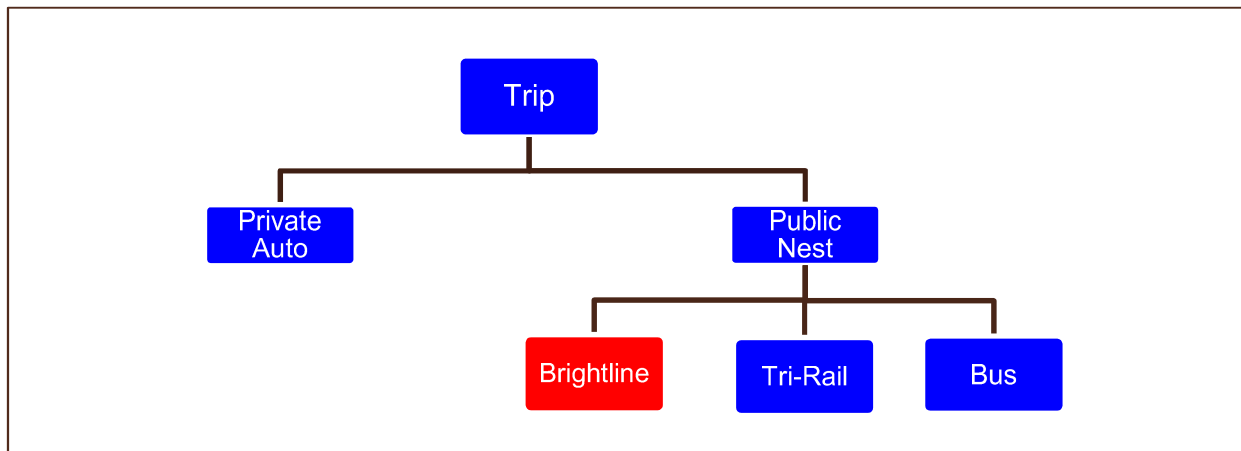 Trip
Private
Auto
Public
Nest
Brightline
Tri-Rail
Bus